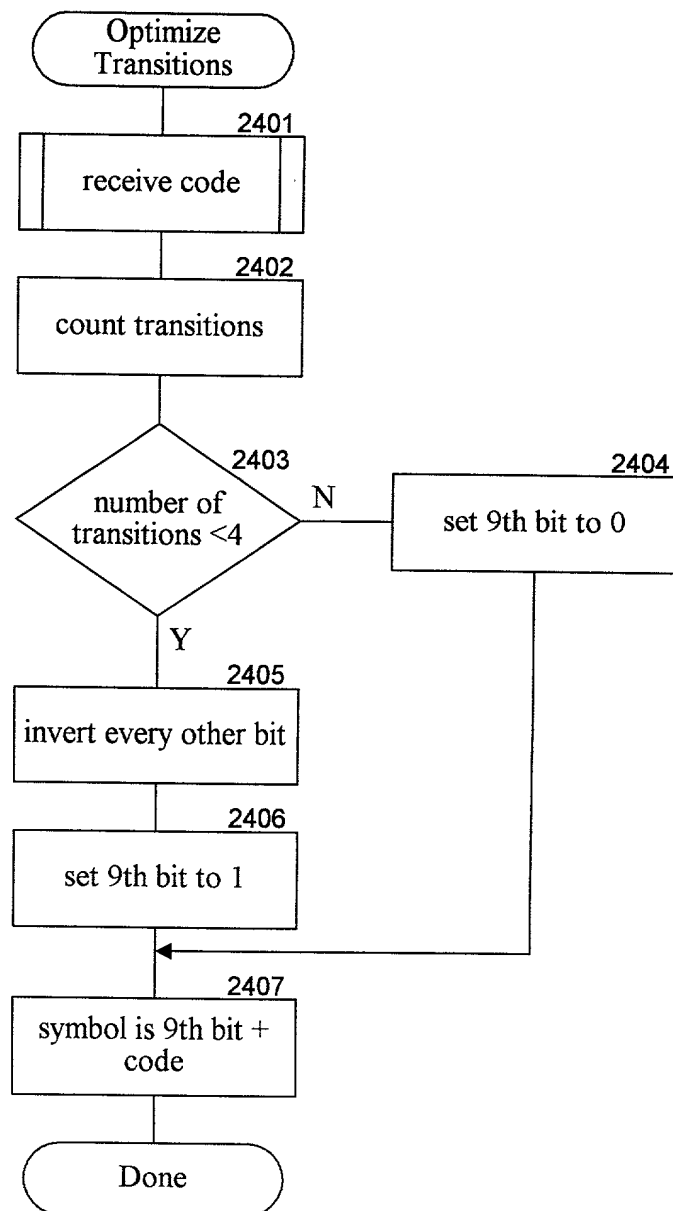 Optimize
Transitions
2401
receive code
2402
count transitions
2403
number of
transitions <4
N
2404
set 9th bit to 0
Y
2405
invert every other bit
2406
set 9th bit to 1
2407
symbol is 9th bit +
code
Done